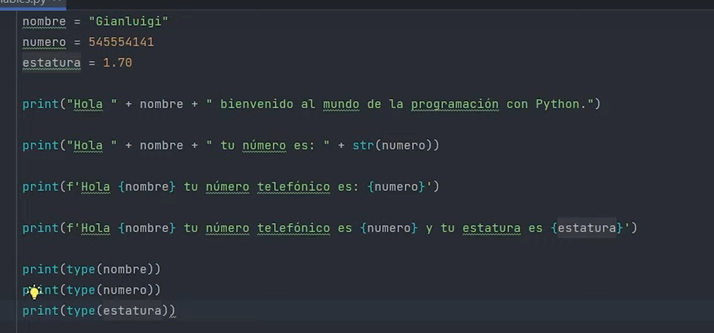 nombre = "Gianluigi"
numero = 545554141
estatura = 1.70
print("Hola " + nombre + " bienvenido al mundo de la programación con Python.")
print("Hola " + nombre + " tu número es: " + str(numero))
print(f'Hola {nombre} tu número telefónico es: {numero}')
print(f'Hola {nombre} tu número telefónico es {numero} y tu estatura es {estatura}')
print(type(nombre))
print(type(numero))
print(type(estatura))